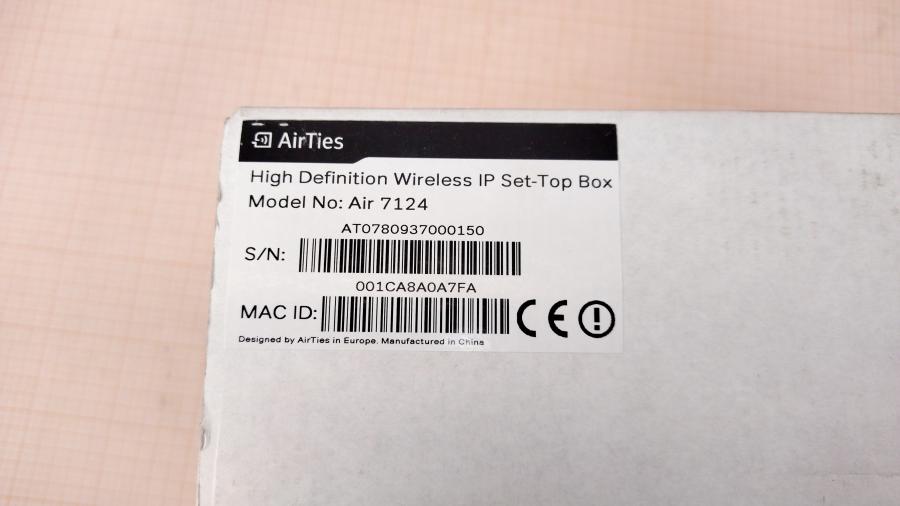 AirTies
High Definition Wireless IP Set-Top Box
Model No: Air 7124
AT0780937000150
S/N:
001CA8A0A7FA
MAC ID:
CE
Designed by AirTies in Europe. Manufactured in China